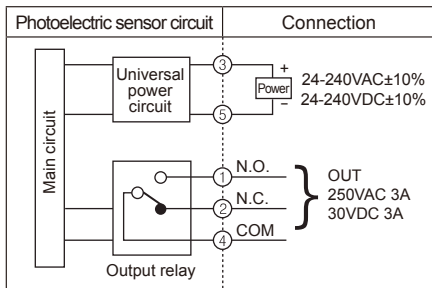 Photoelectric sensor circuit
Connection
Main circuit
Universal
power
circuit
3
5
+
Power
−
24-240VAC±10%
24-240VDC±10%
1
N.O.
2
N.C.
4
COM
OUT
250VAC 3A
30VDC 3A
Output relay